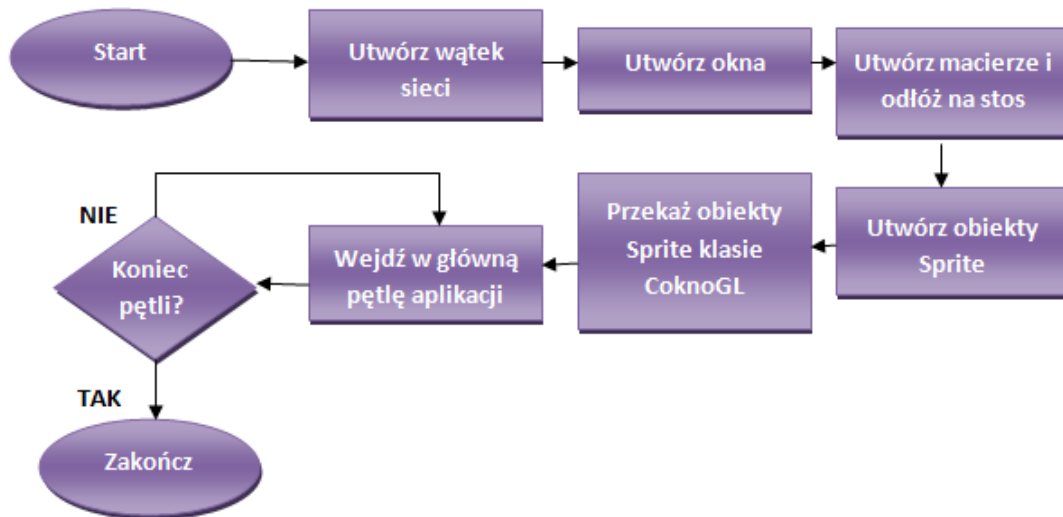 Start
Utwórz wątek
sieci
Utwórz okna
Utwórz macierze i
odłóż na stos
Utwórz obiekty
Sprite
Przekaż obiekty
Sprite klasie
CoknoGL
Wejdź w główną
pętlę aplikacji
NIE
Koniec
pętli?
TAK
Zakończ